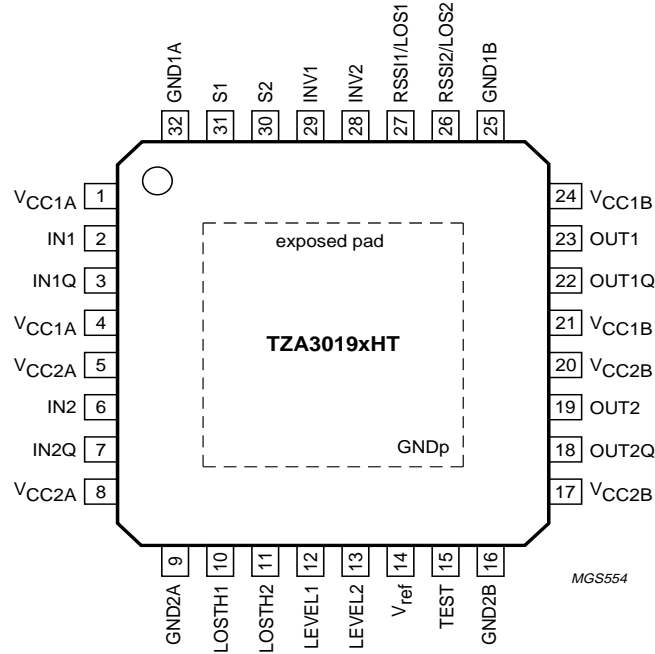 GND1A
S1
S2
INV1
INV2
RSSI1/LOS1
RSSI2/LOS2
GND1B
32
31
30
29
28
27
26
25
VCC1A 1
IN1 2
IN1Q 3
VCC1A 4
VCC2A 5
IN2 6
IN2Q 7
VCC2A 8
exposed pad
TZA3019xHT
GNDp
24 VCC1B
23 OUT1
22 OUT1Q
21 VCC1B
20 VCC2B
19 OUT2
18 OUT2Q
17 VCC2B
9
10
11
12
13
14
15
16
GND2A
LOSTH1
LOSTH2
LEVEL1
LEVEL2
Vref
TEST
GND2B
MGS554